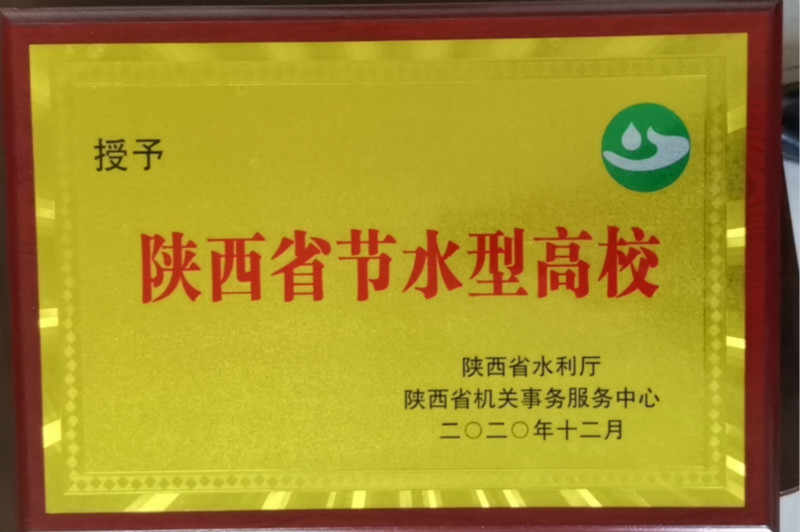 授予
陕西省节水型高校
陕西省水利厅
陕西省机关事务服务中心
二〇二〇年十二月